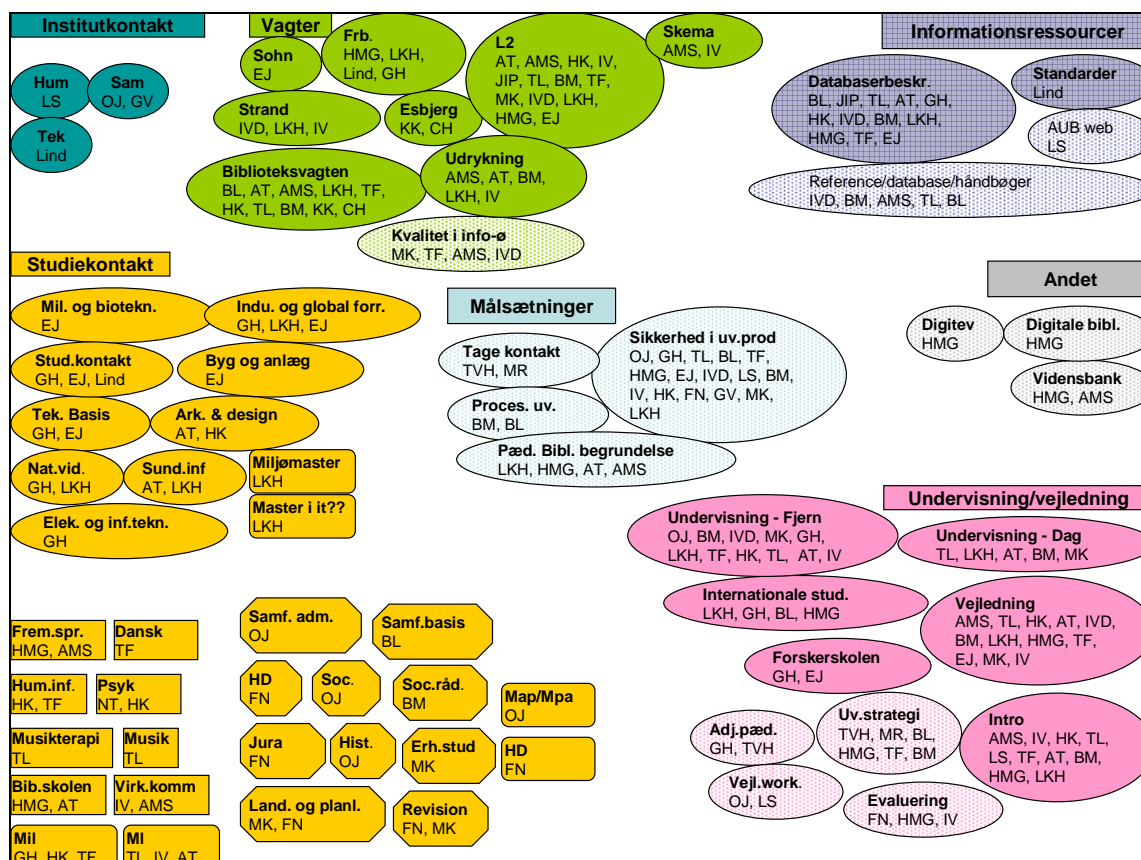 Institutkontakt
Hum
LS
Sam
OJ, GV
Tek
Lind
Vagter
Sohn
EJ
Frb.
HMG, LKH,
Lind, GH
L2
AT, AMS, HK, IV,
JIP, TL, BM, TF,
MK, IVD, LKH,
HMG, EJ
Skema
AMS, IV
Strand
IVD, LKH, IV
Esbjerg
KK, CH
Biblioteksvagten
BL, AT, AMS, LKH, TF,
HK, TL, BM, KK, CH
Udrykning
AMS, AT, BM,
LKH, IV
Kvalitet i info-ø
MK, TF, AMS, IVD
Informationsressourcer
Databaserbeskr.
BL, JIP, TL, AT, GH,
HK, IVD, BM, LKH,
HMG, TF, EJ
Standarder
Lind
AUB web
LS
Reference/database/håndbøger
IVD, BM, AMS, TL, BL
Studiekontakt
Mil. og biotekn.
EJ
Indu. og global forr.
GH, LKH, EJ
Stud.kontakt
GH, EJ, Lind
Byg og anlæg
EJ
Tek. Basis
GH, EJ
Ark. & design
AT, HK
Nat.vid.
GH, LKH
Sund.inf
AT, LKH
Miljømaster
LKH
Master i it??
LKH
Elek. og inf.tekn.
GH
Målsætninger
Tage kontakt
TVH, MR
Sikkerhed i uv.prod
OJ, GH, TL, BL, TF,
HMG, EJ, IVD, LS, BM,
IV, HK, FN, GV, MK,
LKH
Proces. uv.
BM, BL
Pæd. Bibl. begrundelse
LKH, HMG, AT, AMS
Andet
Digitev
HMG
Digitale bibl.
HMG
Vidensbank
HMG, AMS
Undervisning/vejledning
Undervisning - Fjern
OJ, BM, IVD, MK, GH,
LKH, TF, HK, TL, AT, IV
Undervisning - Dag
TL, LKH, AT, BM, MK
Internationale stud.
LKH, GH, BL, HMG
Vejledning
AMS, TL, HK, AT, IVD,
BM, LKH, HMG, TF,
EJ, MK, IV
Forskerskolen
GH, EJ
Adj.pæd.
GH, TVH
Uv.strategi
TVH, MR, BL,
HMG, TF, BM
Intro
AMS, IV, HK, TL,
LS, TF, AT, BM,
HMG, LKH
Vejl.work.
OJ, LS
Evaluering
FN, HMG, IV
Frem.spr.
HMG, AMS
Dansk
TF
Hum.inf.
HK, TF
Psyk
NT, HK
Musikterapi
TL
Musik
TL
Bib.skolen
HMG, AT
Virk.komm
IV, AMS
Mil
GH, HK, TF
MI
TL, IV, AT
Samf. adm.
OJ
Samf.basis
BL
HD
FN
Soc.
OJ
Soc.råd.
BM
Map/Mpa
OJ
Jura
FN
Hist.
OJ
Erh.stud
MK
HD
FN
Land. og planl.
MK, FN
Revision
FN, MK